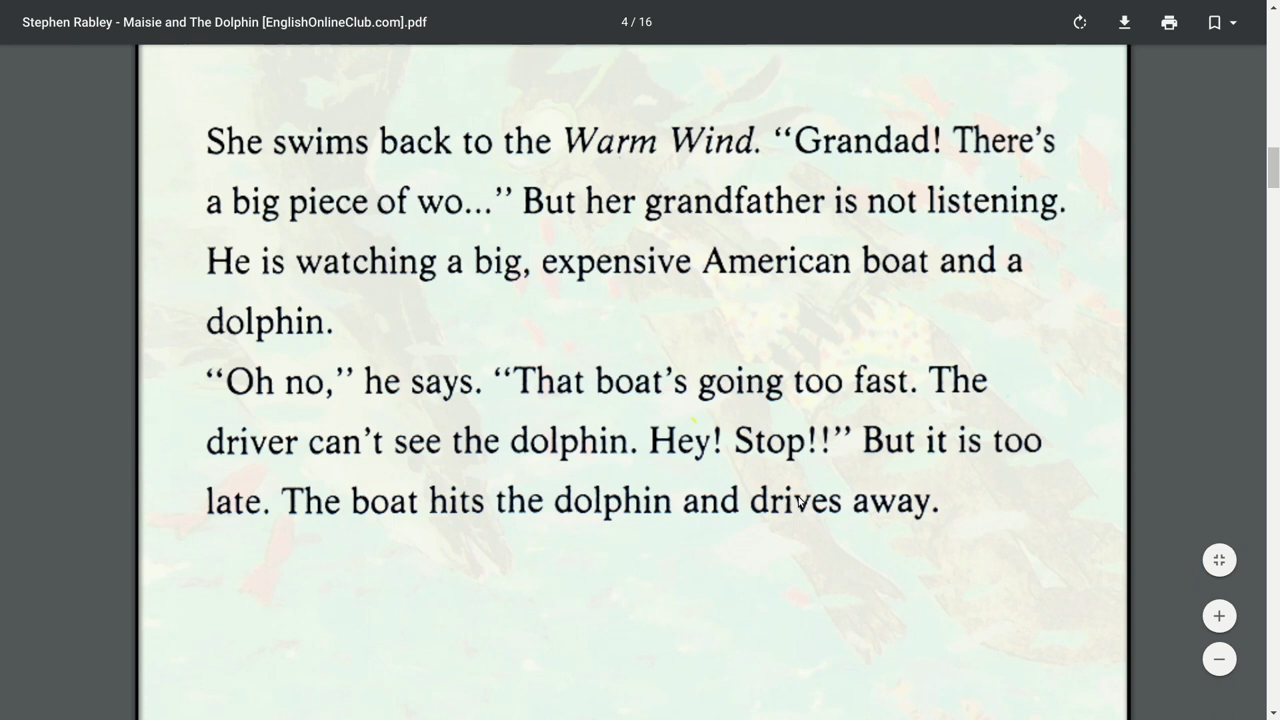 Stephen Rabley - Maisie and The Dolphin [EnglishOnlineClub.com].pdf
4 / 16
She swims back to the Warm Wind. “Grandad! There’s
a big piece of wo...” But her grandfather is not listening.
He is watching a big, expensive American boat and a
dolphin.
“Oh no,” he says. “That boat’s going too fast. The
driver can’t see the dolphin. Hey! Stop!!” But it is too
late. The boat hits the dolphin and drives away.